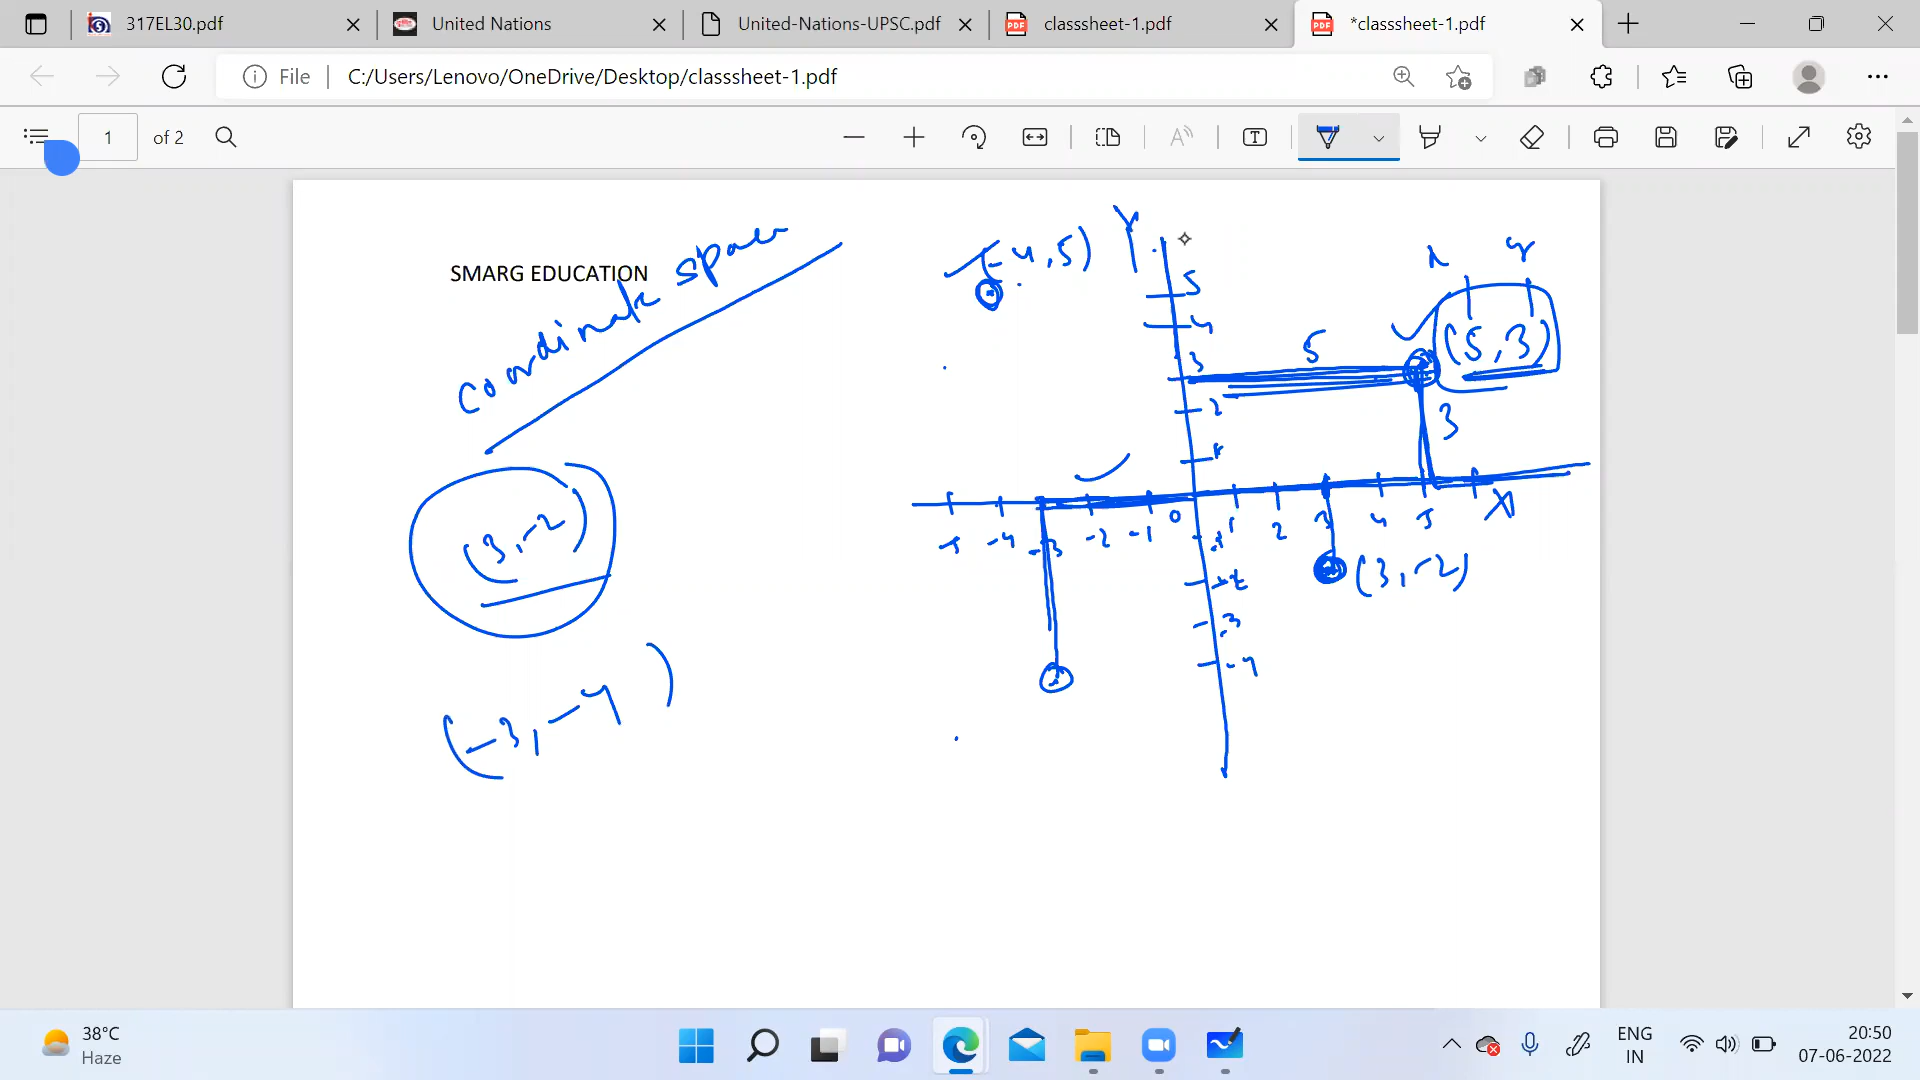 317EL30.pdf
United Nations
United-Nations-UPSC.pdf
classsheet-1.pdf
*classsheet-1.pdf
File
C:/Users/Lenovo/OneDrive/Desktop/classsheet-1.pdf
1 of 2
SMARG EDUCATION
coordinate space
(3,-2)
(-3,-4)
(-4,5)
Y
5
4
3
2
1
x y
(5,3)
5
3
-5 -4 -3 -2 -1 0 1 2 3 4 5 X
-1
-2
-3
-4
(3,-2)
38°C
Haze
ENG
IN
20:50
07-06-2022